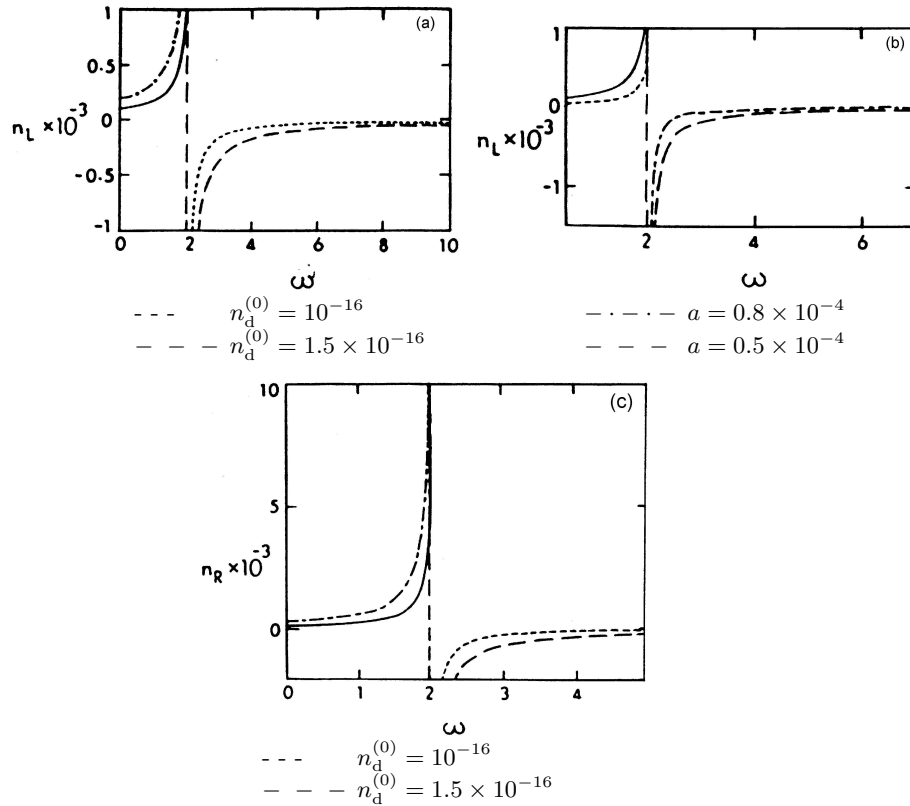 (a)
1
0.5
0
-0.5
-1
n_L ×10^{-3}
0 2 4 6 8 10
ω
--- n_d^{(0)} = 10^{-16}
— — — n_d^{(0)} = 1.5 × 10^{-16}
(b)
1
0
-1
n_L ×10^{-3}
2 4 6
ω
— · — · — a = 0.8 × 10^{-4}
— — — a = 0.5 × 10^{-4}
(c)
10
5
0
n_R ×10^{-3}
0 1 2 3 4
ω
--- n_d^{(0)} = 10^{-16}
— — — n_d^{(0)} = 1.5 × 10^{-16}